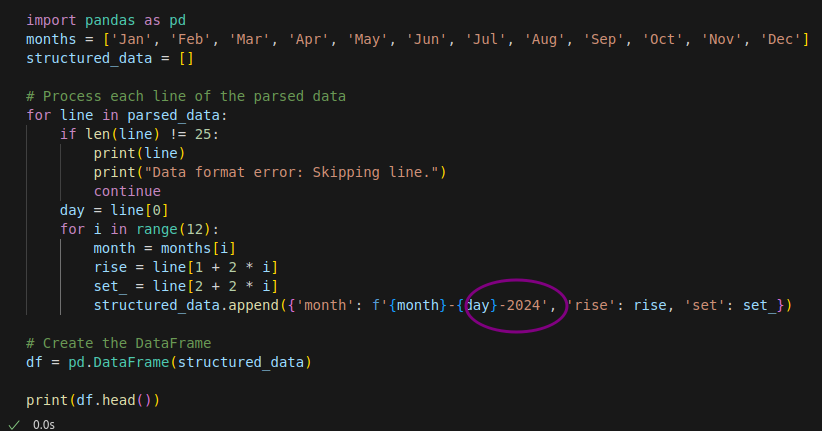 import pandas as pd
months = ['Jan', 'Feb', 'Mar', 'Apr', 'May', 'Jun', 'Jul', 'Aug', 'Sep', 'Oct', 'Nov', 'Dec']
structured_data = []

# Process each line of the parsed data
for line in parsed_data:
    if len(line) != 25:
        print(line)
        print("Data format error: Skipping line.")
        continue
    day = line[0]
    for i in range(12):
        month = months[i]
        rise = line[1 + 2 * i]
        set_ = line[2 + 2 * i]
        structured_data.append({'month': f'{month}-{day}-2024', 'rise': rise, 'set': set_})

# Create the DataFrame
df = pd.DataFrame(structured_data)

print(df.head())
✓ 0.0s